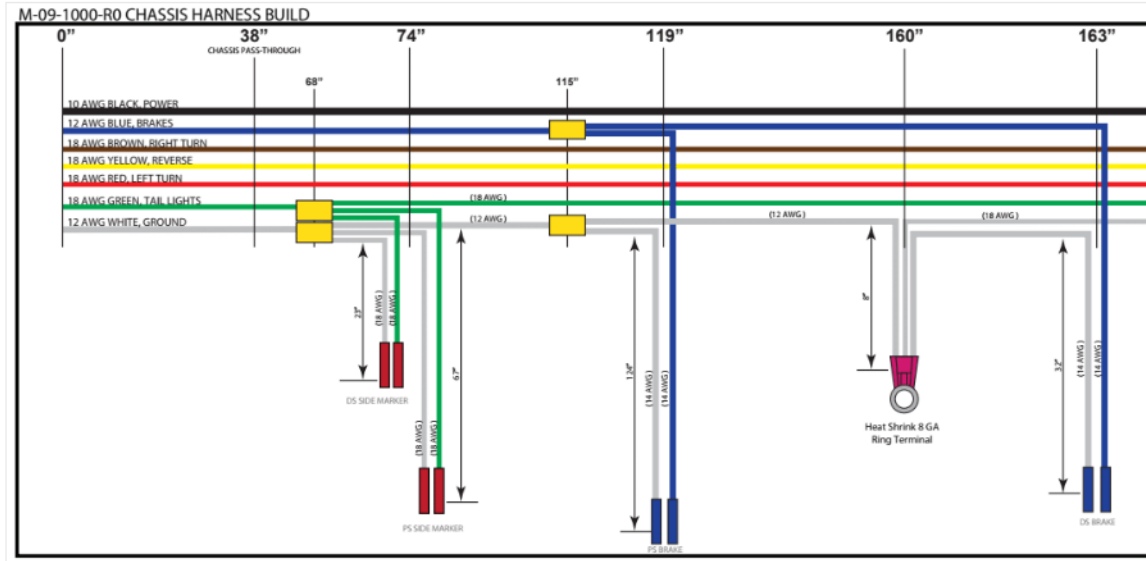 M-09-1000-R0 CHASSIS HARNESS BUILD
0" 38" 74" 119" 160" 163"
CHASSIS PASS-THROUGH
68" 115"
10 AWG BLACK, POWER
12 AWG BLUE, BRAKES
18 AWG BROWN, RIGHT TURN
18 AWG YELLOW, REVERSE
18 AWG RED, LEFT TURN
18 AWG GREEN, TAIL LIGHTS
(18 AWG)
12 AWG WHITE, GROUND
(12 AWG)
(12 AWG)
(18 AWG)
23"
(18 AWG)
(18 AWG)
DS SIDE MARKER
67"
(18 AWG)
(18 AWG)
PS SIDE MARKER
124"
(14 AWG)
(14 AWG)
PS BRAKE
8"
Heat Shrink 8 GA
Ring Terminal
32"
(14 AWG)
(14 AWG)
DS BRAKE